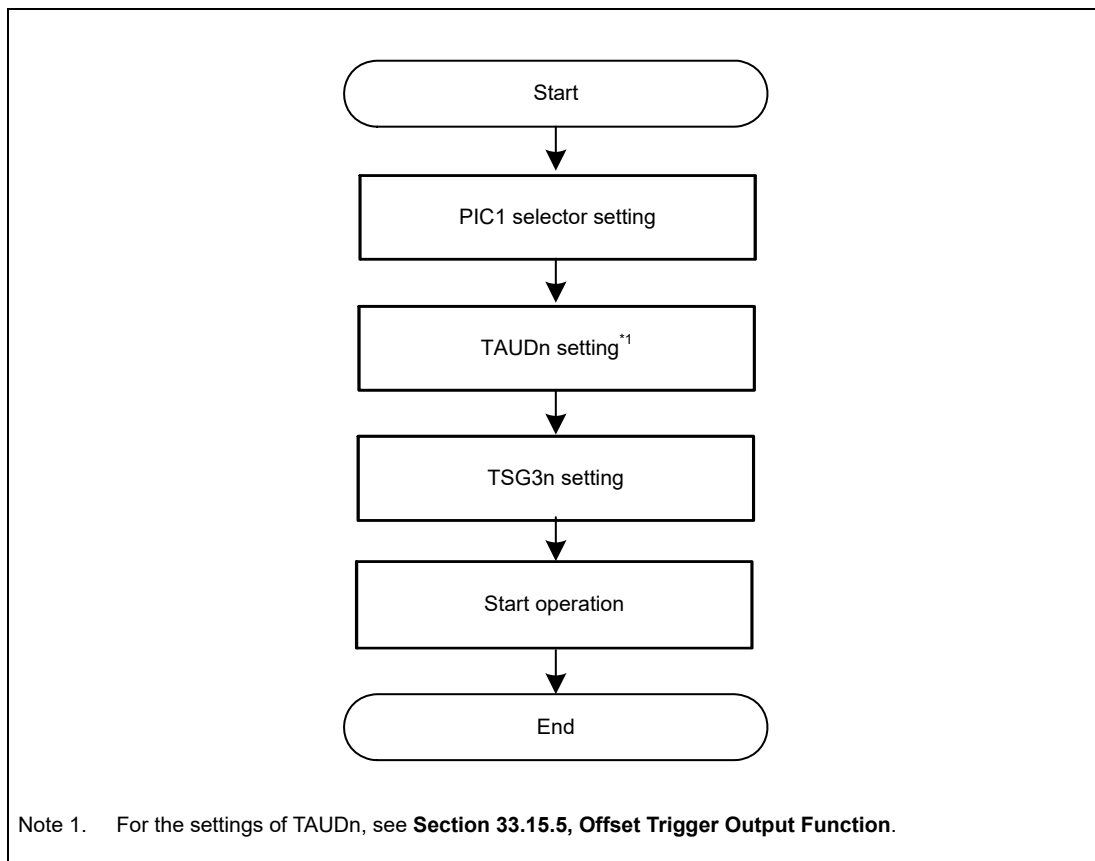 Start
PIC1 selector setting
TAUDn setting*1
TSG3n setting
Start operation
End
Note 1. For the settings of TAUDn, see Section 33.15.5, Offset Trigger Output Function.